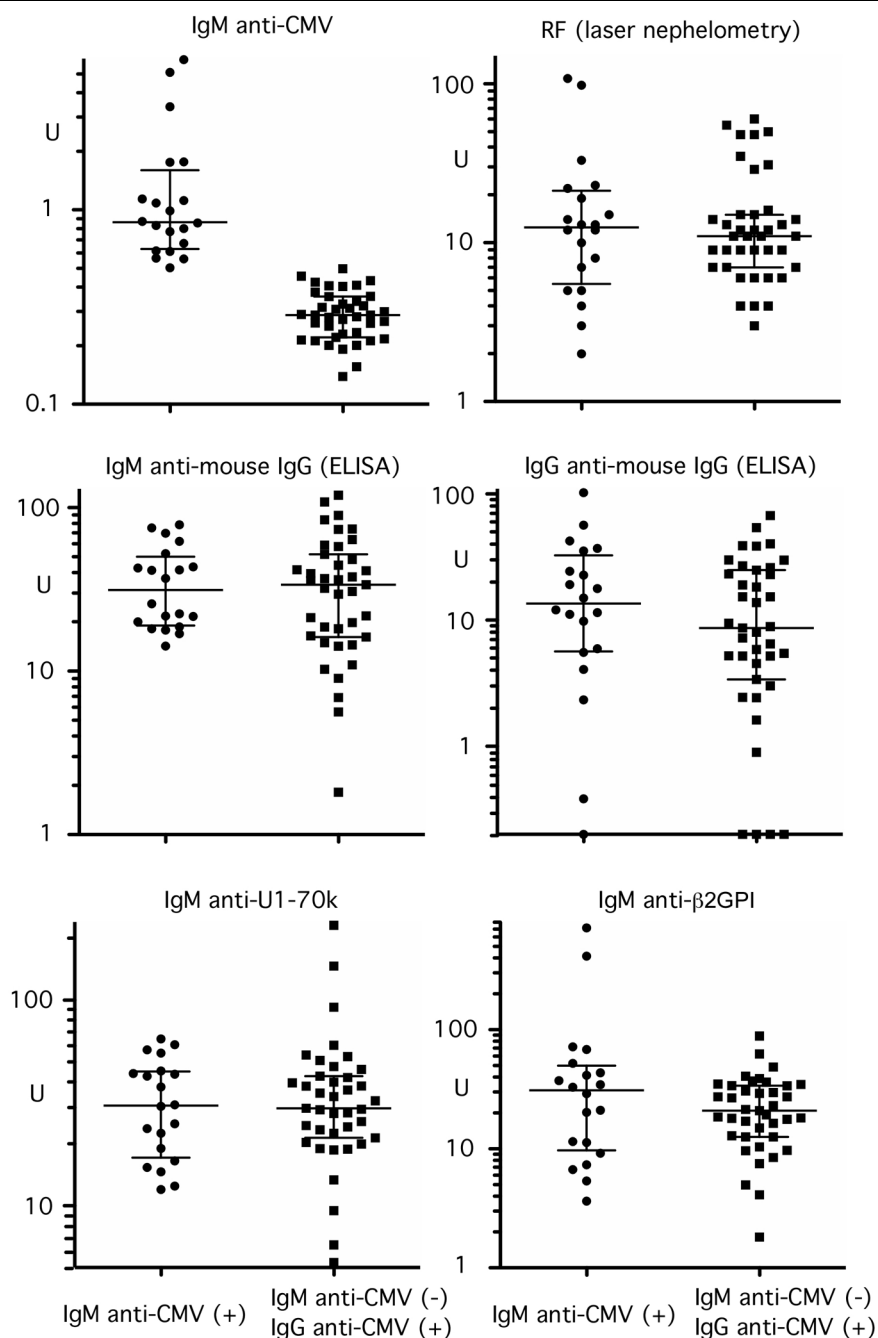 IgM anti-CMV
U
1
0.1
RF (laser nephelometry)
100
U
10
1
IgM anti-mouse IgG (ELISA)
100
U
10
1
IgG anti-mouse IgG (ELISA)
100
U
10
1
IgM anti-U1-70k
100
U
10
IgM anti-CMV (+)
IgM anti-CMV (-)
IgG anti-CMV (+)
IgM anti-β2GPI
100
U
10
1
IgM anti-CMV (+)
IgM anti-CMV (-)
IgG anti-CMV (+)